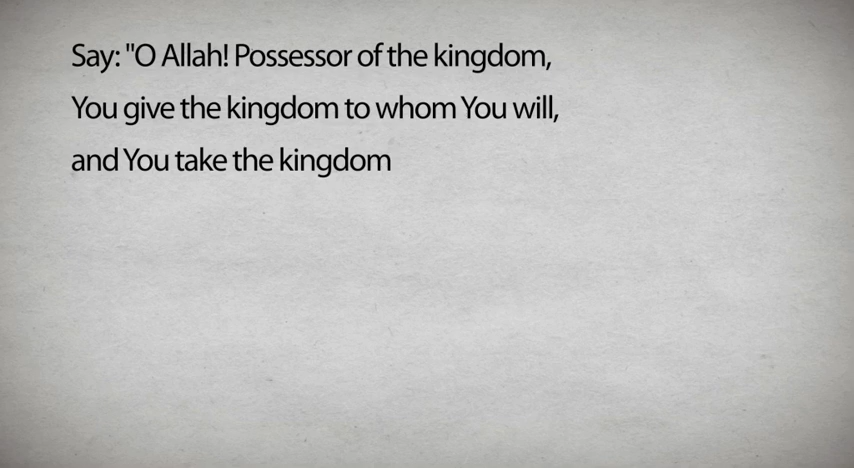 Say: "O Allah! Possessor of the kingdom,
You give the kingdom to whom You will,
and You take the kingdom